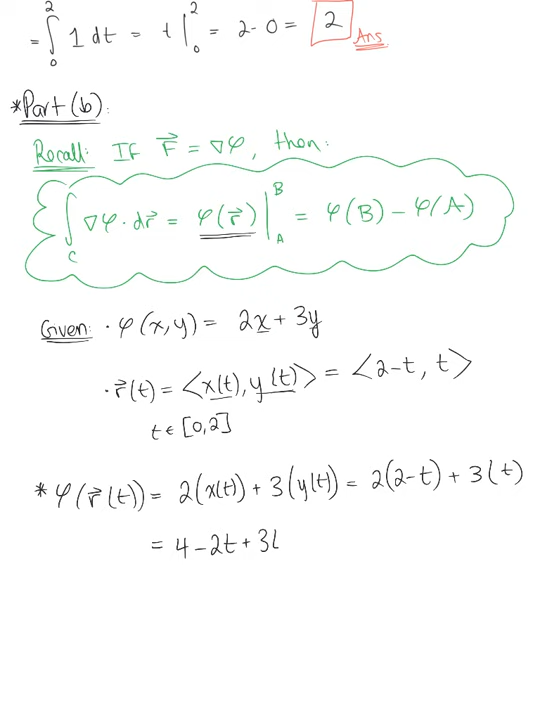 = ∫₀² 1 dt = t |₀² = 2-0 = 2 Ans
*Part(b):
Recall: If F⃗ = ∇φ, then:
∫_C ∇φ · dr⃗ = φ(r⃗) |_A^B = φ(B) - φ(A)
Given: · φ(x,y) = 2x + 3y
· r⃗(t) = <x(t), y(t)> = <2-t, t>
t ∈ [0,2]
* φ(r⃗(t)) = 2(x(t)) + 3(y(t)) = 2(2-t) + 3(t)
= 4 - 2t + 3